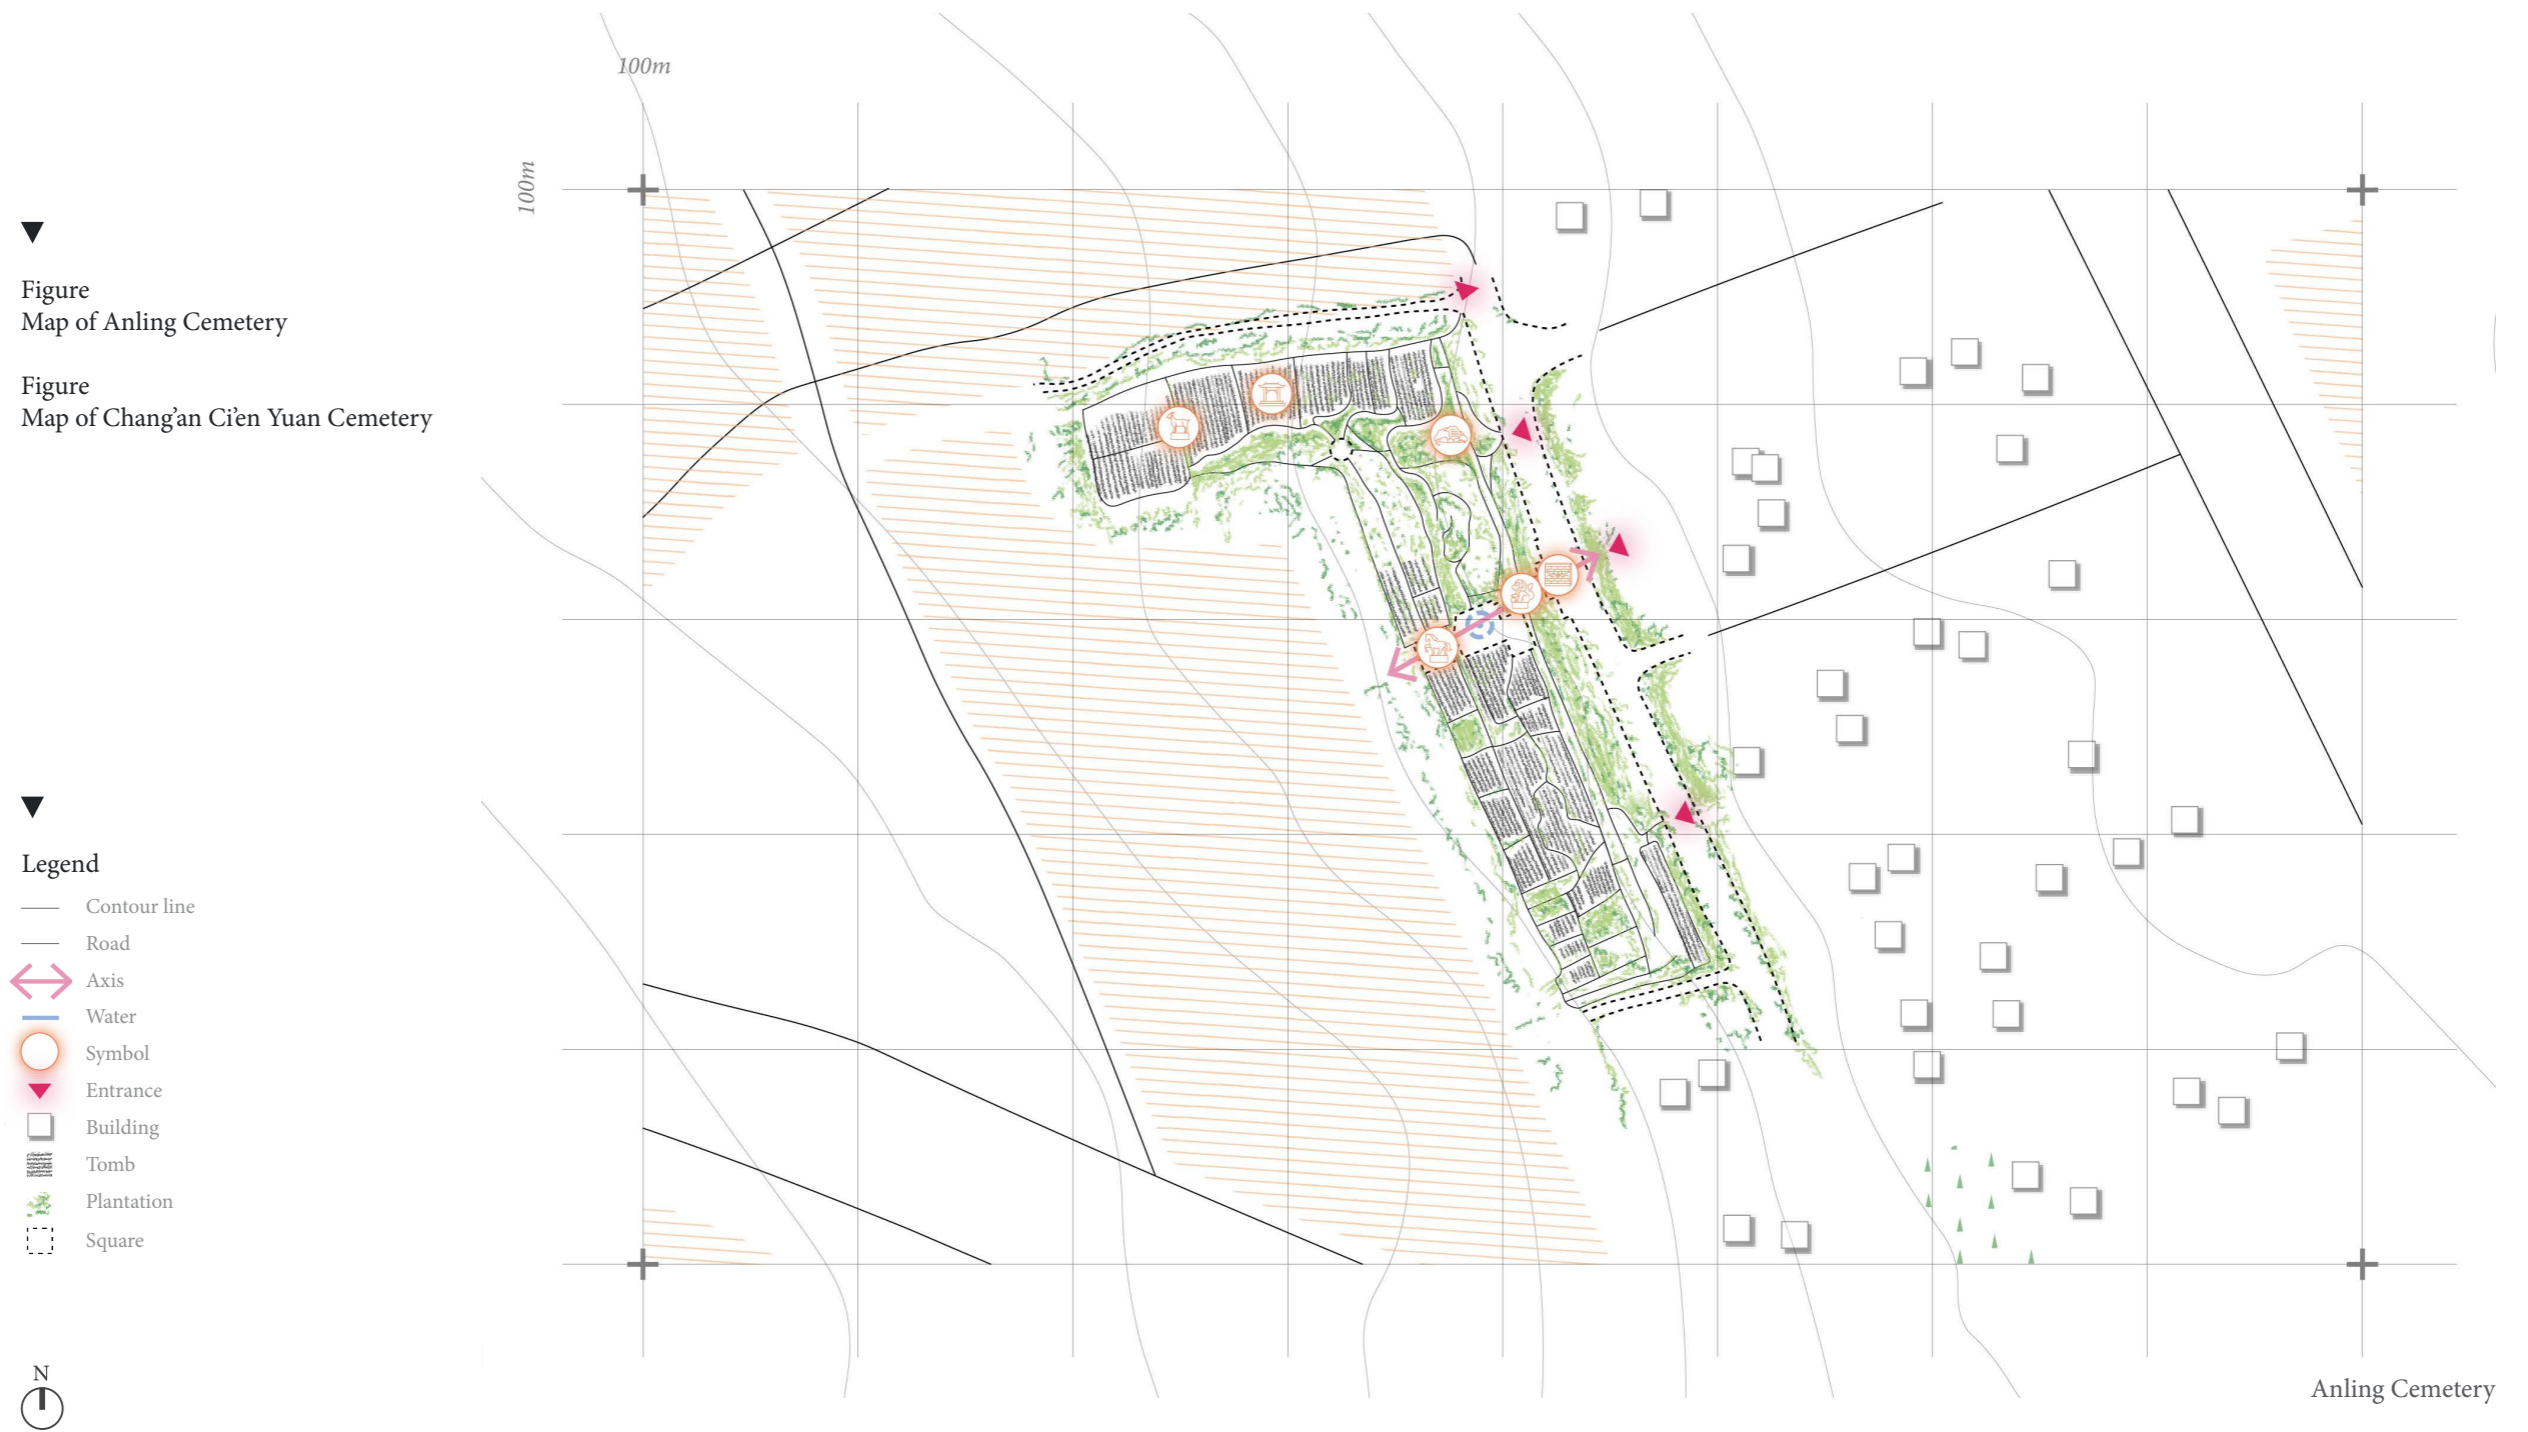 100m
100m
Figure
Map of Anling Cemetery
Figure
Map of Chang'an Ci'en Yuan Cemetery
Legend
Contour line
Road
Axis
Water
Symbol
Entrance
Building
Tomb
Plantation
Square
N
Anling Cemetery